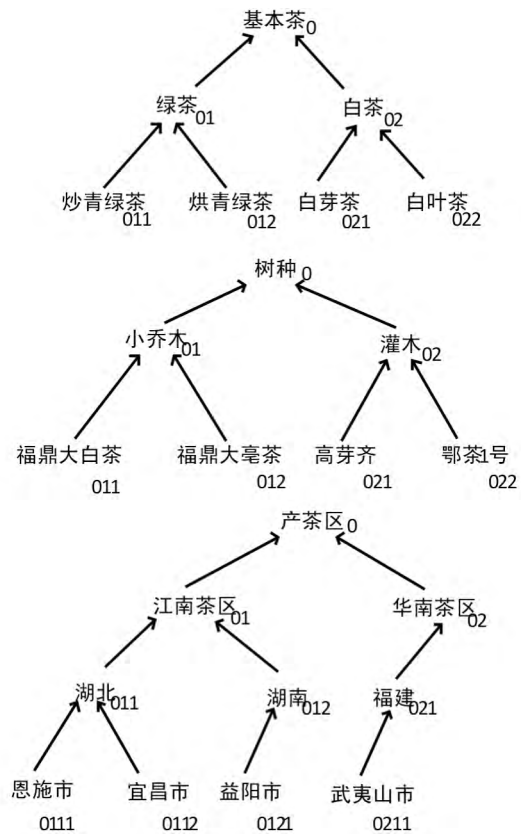 基本茶0
绿茶01 白茶02
炒青绿茶 烘青绿茶 白芽茶 白叶茶
011 012 021 022
树种0
小乔木01 灌木02
福鼎大白茶 福鼎大亳茶 高芽齐 鄂茶1号
011 012 021 022
产茶区0
江南茶区01 华南茶区02
湖北011 湖南012 福建021
恩施市 宜昌市 益阳市 武夷山市
0111 0112 0121 0211